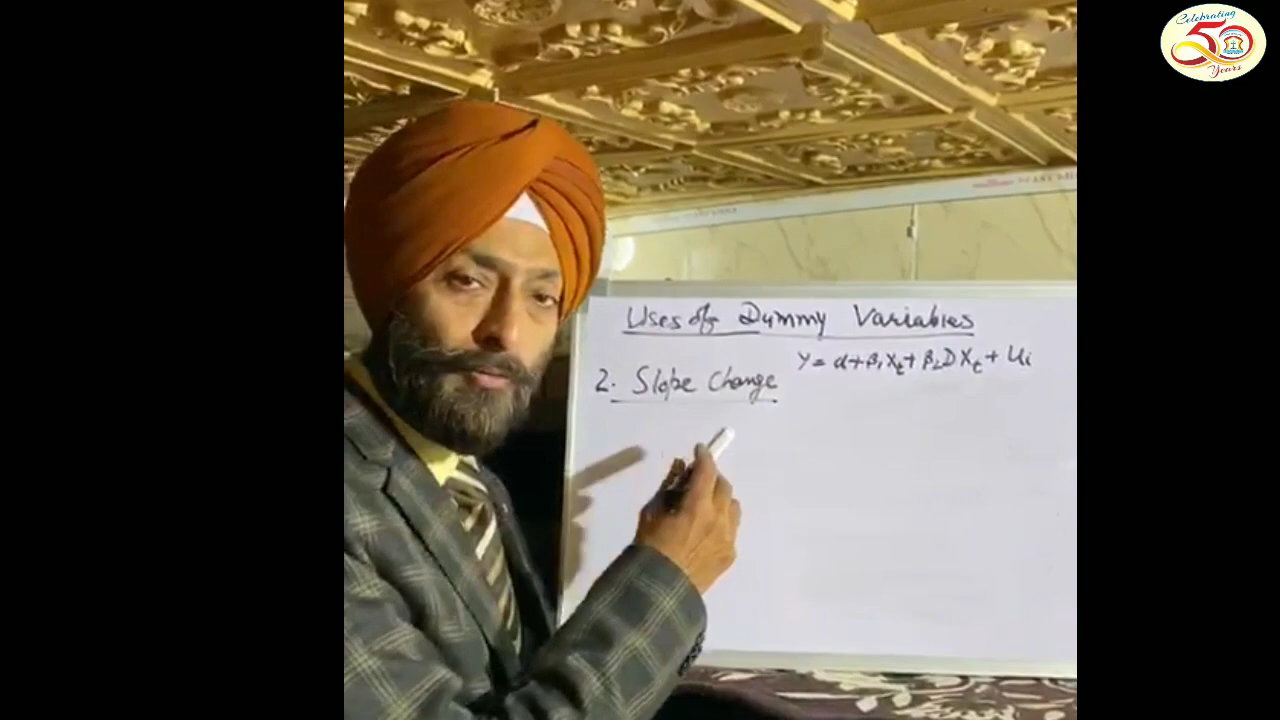 Celebrating
50
Years
Uses of Dummy Variables
Y = α + β₁Xₜ + β₂DXₜ + Uᵢ
2. Slope Change